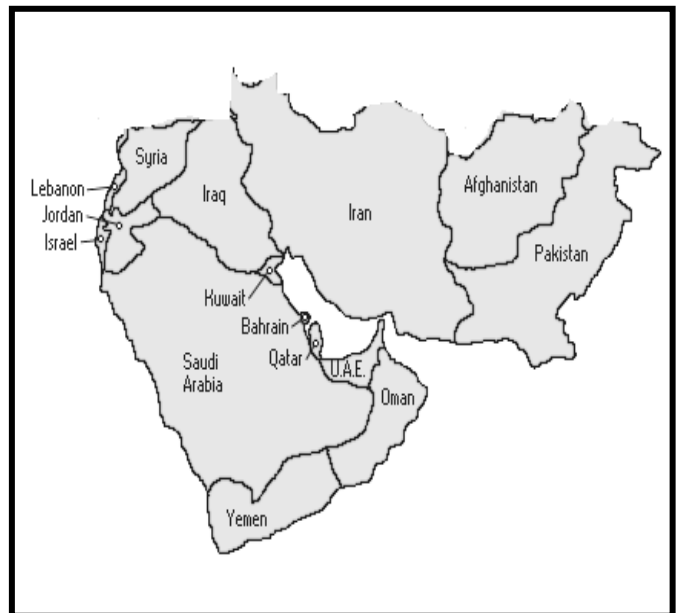 Syria
Lebanon
Iraq
Jordan
Israel
Iran
Afghanistan
Pakistan
Kuwait
Bahrain
Qatar
Saudi
Arabia
U.A.E.
Oman
Yemen